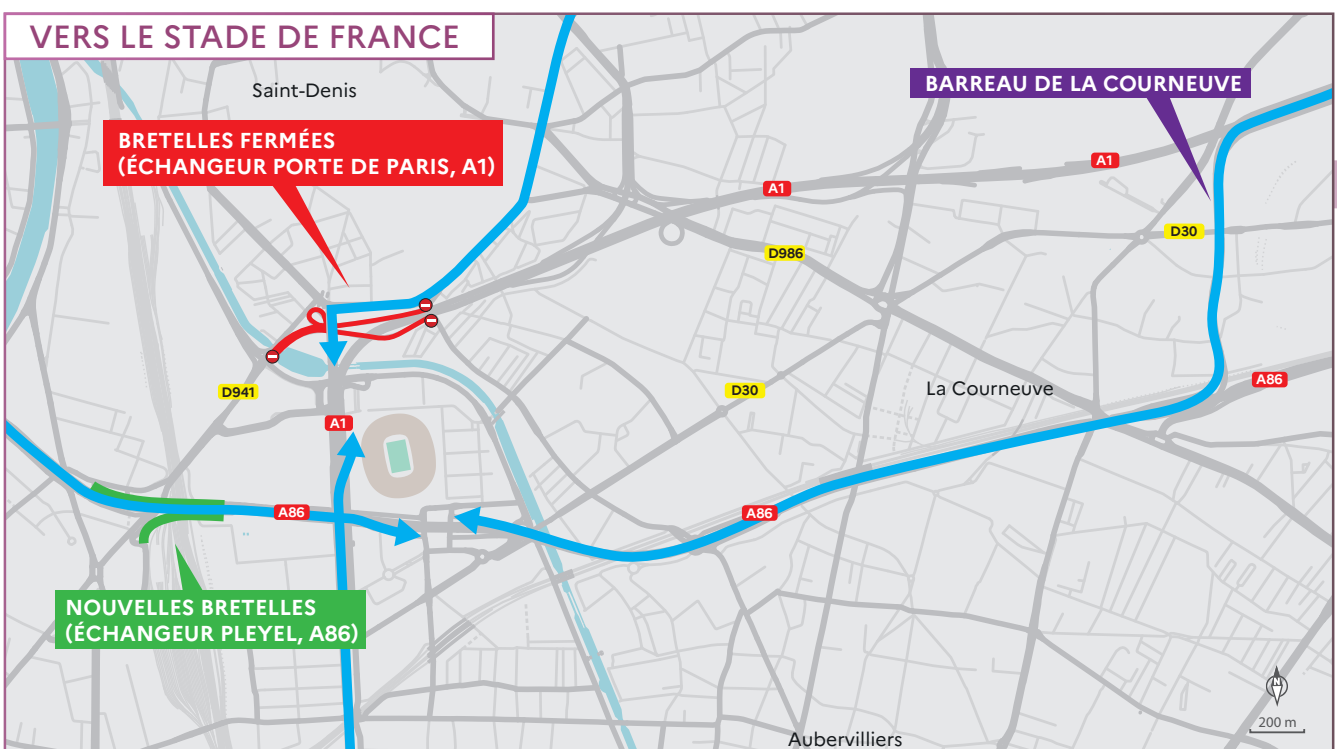 VERS LE STADE DE FRANCE
Saint-Denis
BARREAU DE LA COURNEUVE
BRETELLES FERMÉES
(ÉCHANGEUR PORTE DE PARIS, A1)
A1
A1
D30
D986
D941
D30
La Courneuve
A86
A1
A86
A86
NOUVELLES BRETELLES
(ÉCHANGEUR PLEYEL, A86)
N
200 m
Aubervilliers